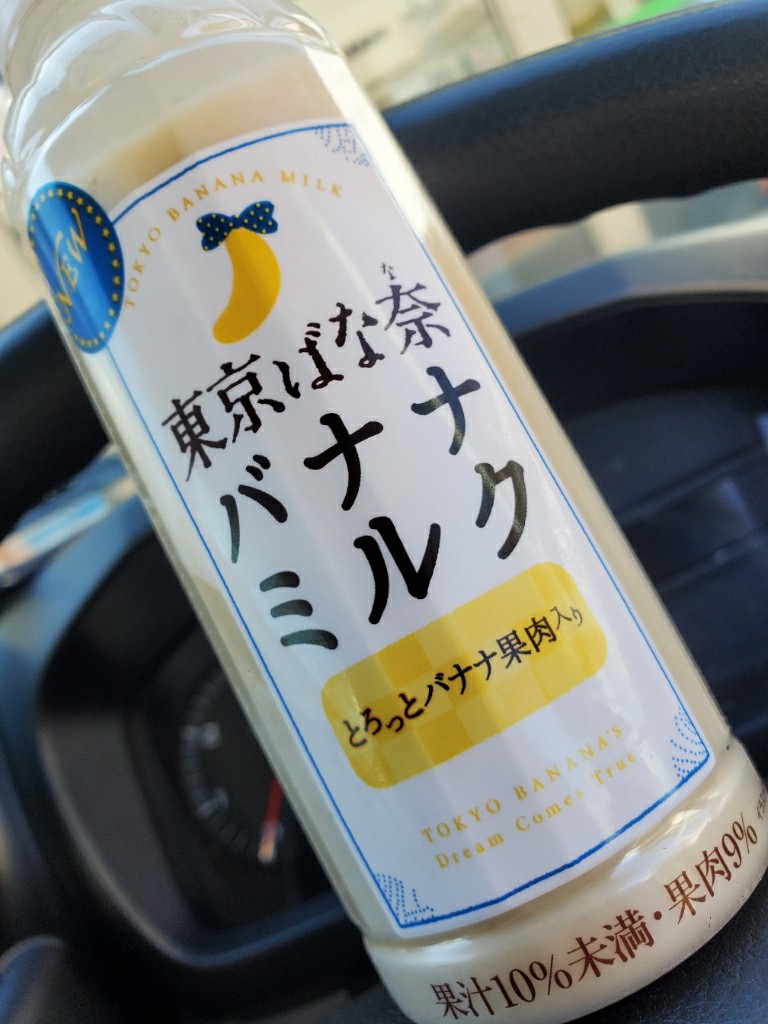 NEW
TOKYO BANANA MILK
な
東京ばな奈
バナナ
ミルク
とろっとバナナ果肉入り
TOKYO BANANA'S
Dream Comes True
果汁10%未満・果肉9%